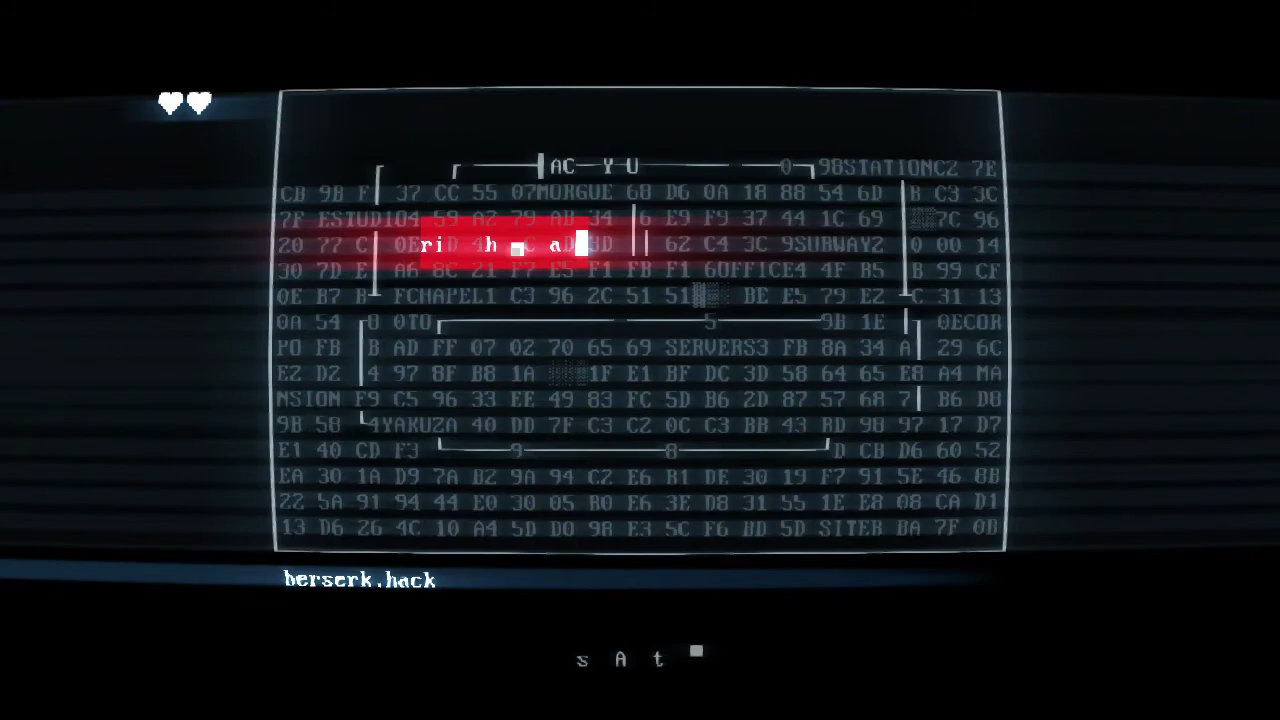 AC Y U 0 98STATIONC2 7E
CB 9B F 37 CC 55 07MORGUE 68 D6 0A 18 88 54 6D B C3 3C
7F ESTUDIO4 59 A2 79 AB 34 6 E9 F9 37 44 1C 69 7C 96
20 77 C 0E ri h a 3D 62 C4 3C 9SUBWAY2 0 00 14
30 7D E A6 8C 21 F7 E5 F1 FB F1 6OFFICE4 4F B5 B 99 CF
0E B7 B FCHAPEL1 C3 96 2C 51 51 BE E5 79 E2 C 31 13
0A 54 8 0TO 5 9B 1E 0ECOR
PO FB B AD FF 07 02 70 65 69 SERVERS3 FB 8A 34 A 29 6C
E2 D2 4 97 8F B8 1A 1F E1 BF DC 3D 58 64 65 E8 A4 MA
NSION F9 C5 96 33 EE 49 83 FC 5D B6 2D 87 57 68 7 B6 D8
9B 58 4YAKUZA 40 DD 7F C3 C2 0C C3 BB 43 BD 98 97 17 D7
E1 40 CD F3 9 8 D CB D6 60 52
EA 30 1A D9 7A B2 9A 94 C2 E6 B1 DE 30 19 F7 91 5E 46 8B
22 5A 91 94 44 E0 30 05 B0 E6 3E D8 31 55 1E E8 08 CA D1
13 D6 26 4C 10 A4 5D D0 98 E3 5C F6 BD 5D SITEB BA 7F 0D
berserk.hack
s A t